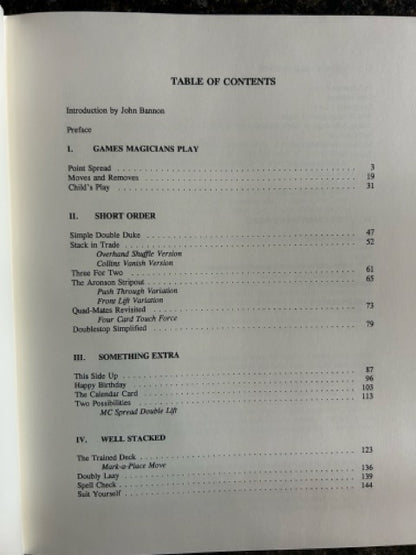 TABLE OF CONTENTS
Introduction by John Bannon
Preface
I. GAMES MAGICIANS PLAY
Point Spread 3
Moves and Removes 19
Child's Play 31
II. SHORT ORDER
Simple Double Duke 47
Stack in Trade 52
Overhand Shuffle Version
Collins Vanish Version
Three For Two 61
The Aronson Stripout 65
Push Through Variation
Front Lift Variation
Quad-Mates Revisited 73
Four Card Touch Force
Doublestop Simplified 79
III. SOMETHING EXTRA
This Side Up 87
Happy Birthday 96
The Calendar Card 103
Two Possibilities 113
MC Spread Double Lift
IV. WELL STACKED
The Trained Deck 123
Mark-a-Place Move
Doubly Lazy 136
Spell Check 139
Suit Yourself 144